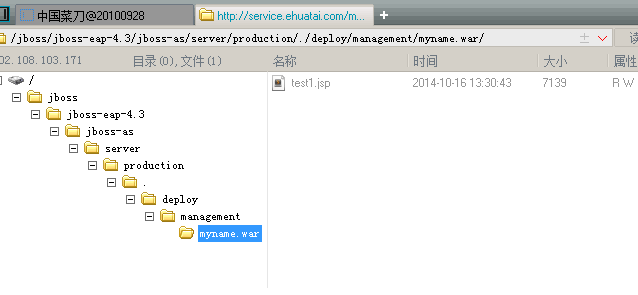 中国菜刀@20100928 http://service.ehuatai.com/m... +
/jboss/jboss-eap-4.3/jboss-as/server/production/./deploy/management/myname.war/ 读
02.108.103.171 目录(0),文件(1) 名称 时间 大小 属性
/
test1.jsp 2014-10-16 13:30:43 7139 R W
jboss
jboss-eap-4.3
jboss-as
server
production
.
deploy
management
myname.war